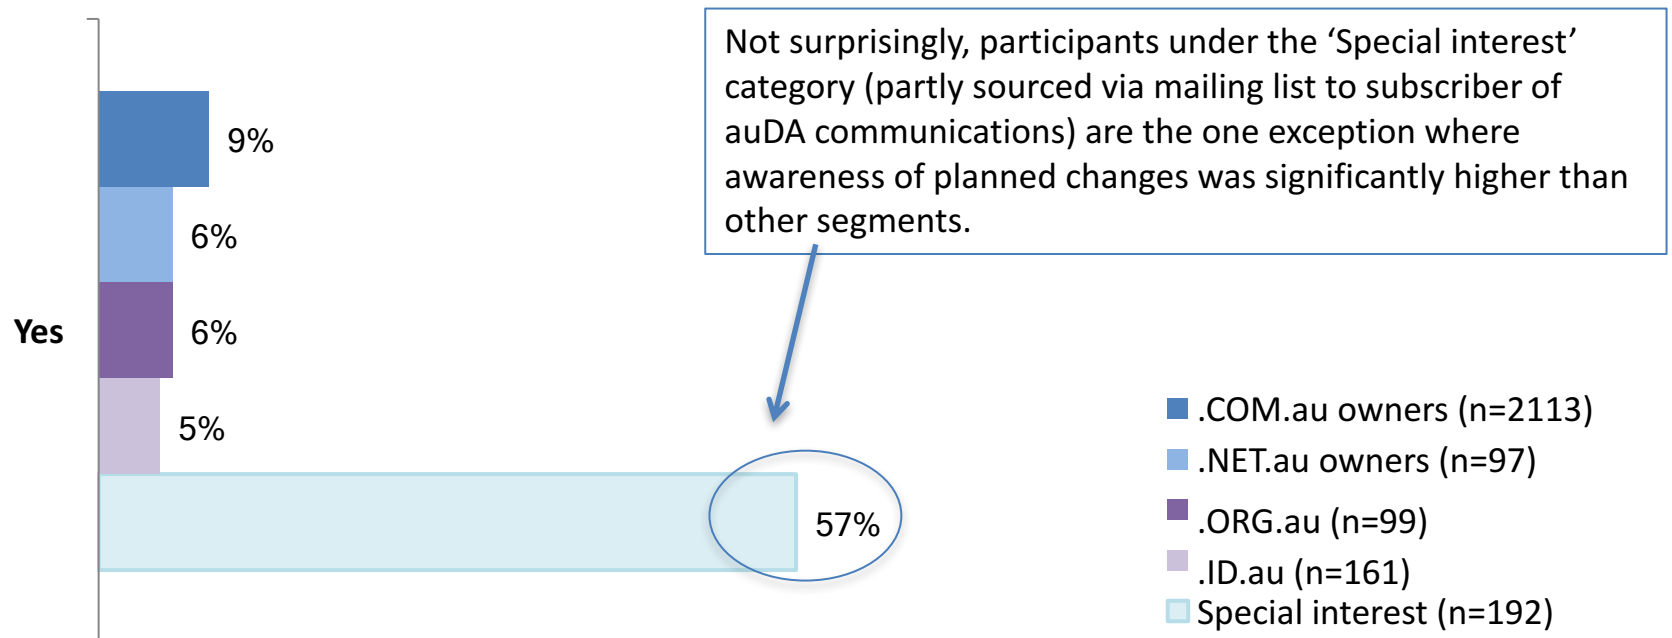 Not surprisingly, participants under the ‘Special interest’
category (partly sourced via mailing list to subscriber of
auDA communications) are the one exception where
awareness of planned changes was significantly higher than
other segments.
9%
6%
Yes
6%
5%
57%
.COM.au owners (n=2113)
.NET.au owners (n=97)
.ORG.au (n=99)
.ID.au (n=161)
Special interest (n=192)